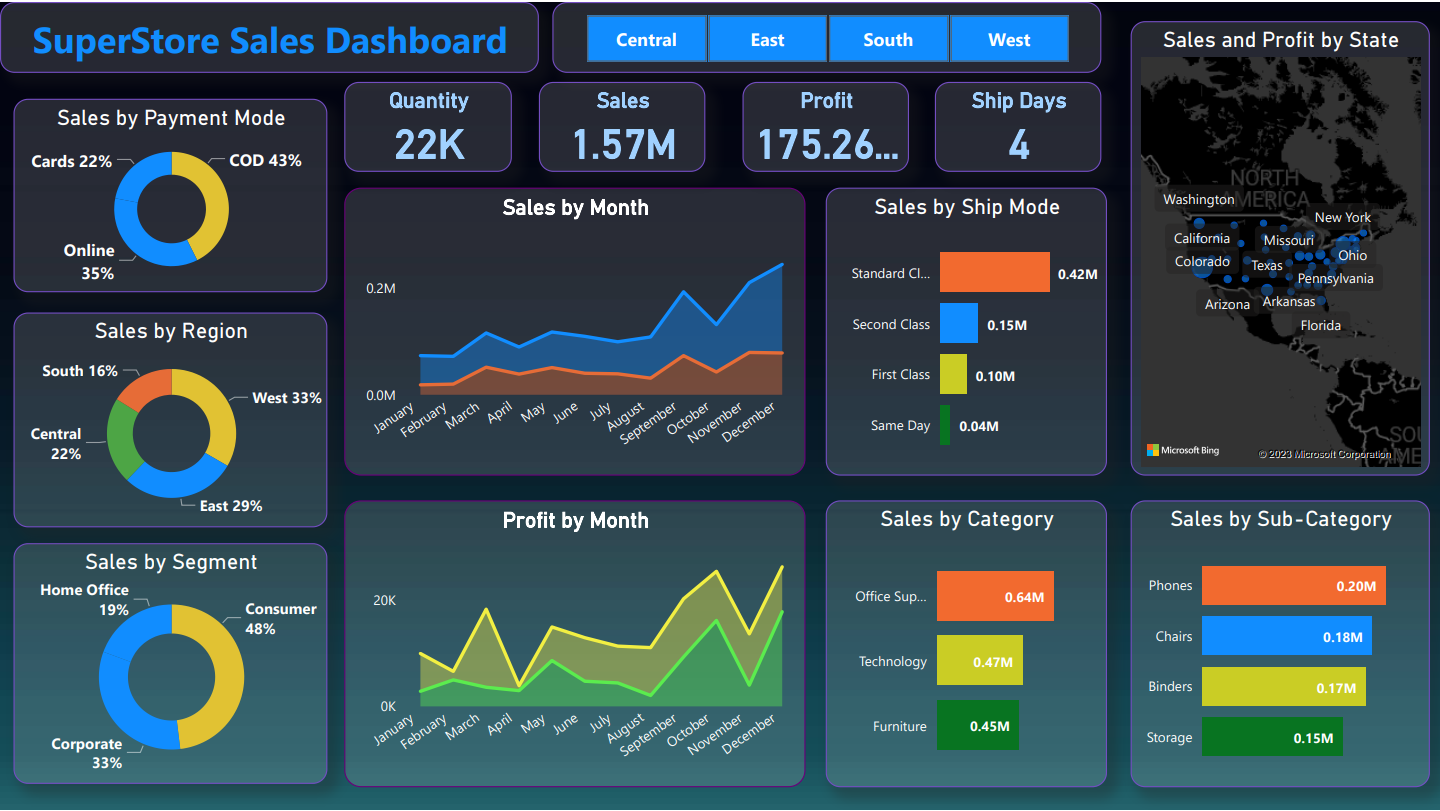 SuperStore Sales Dashboard
Central
East
South
West
Sales and Profit by State
Quantity
22K
Sales
1.57M
Profit
175.26...
Ship Days
4
Sales by Payment Mode
Cards 22%
COD 43%
Online
35%
Sales by Month
0.2M
0.0M
January
February
March
April
May
June
July
August
September
October
November
December
Sales by Ship Mode
Standard Cl...
0.42M
Second Class
0.15M
First Class
0.10M
Same Day
0.04M
NORTH
AMERICA
Washington
New York
California
Missouri
Colorado
Texas
Ohio
Pennsylvania
Arizona
Arkansas
Florida
SOU
AME
Microsoft Bing
© 2023 Microsoft Corporation
Sales by Region
South 16%
West 33%
Central
22%
East 29%
Sales by Segment
Home Office
19%
Consumer
48%
Corporate
33%
Profit by Month
20K
0K
January
February
March
April
May
June
July
August
September
October
November
December
Sales by Category
Office Sup...
0.64M
Technology
0.47M
Furniture
0.45M
Sales by Sub-Category
Phones
0.20M
Chairs
0.18M
Binders
0.17M
Storage
0.15M